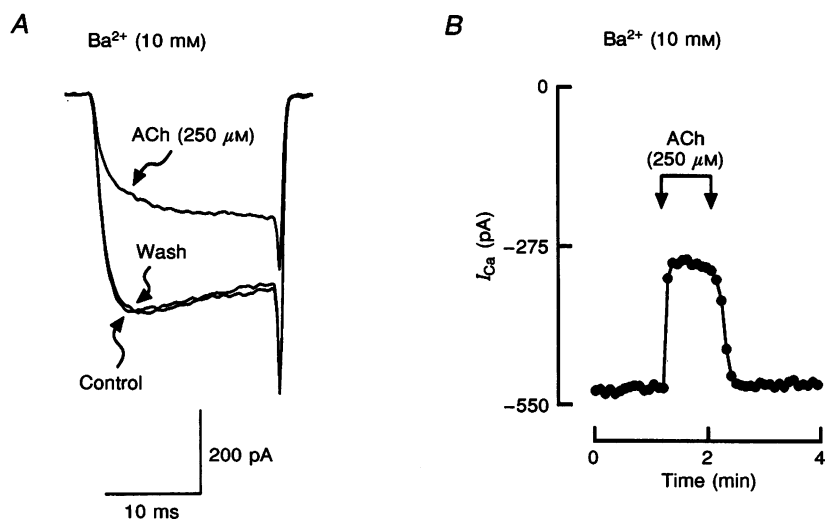 A
Ba²⁺ (10 mM)
ACh (250 μM)
Wash
Control
200 pA
10 ms
B
Ba²⁺ (10 mM)
0
ACh
(250 μM)
-275
I_Ca (pA)
-550
0
2
4
Time (min)